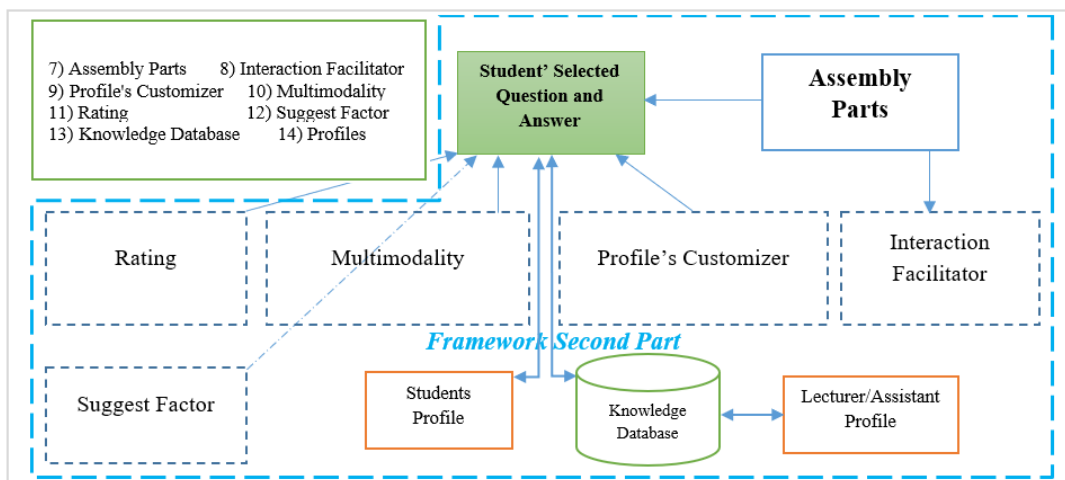 7) Assembly Parts 8) Interaction Facilitator
9) Profile's Customizer 10) Multimodality
11) Rating 12) Suggest Factor
13) Knowledge Database 14) Profiles
Student’ Selected
Question and
Answer
Assembly
Parts
Rating
Multimodality
Profile’s Customizer
Interaction
Facilitator
Framework Second Part
Suggest Factor
Students
Profile
Knowledge
Database
Lecturer/Assistant
Profile